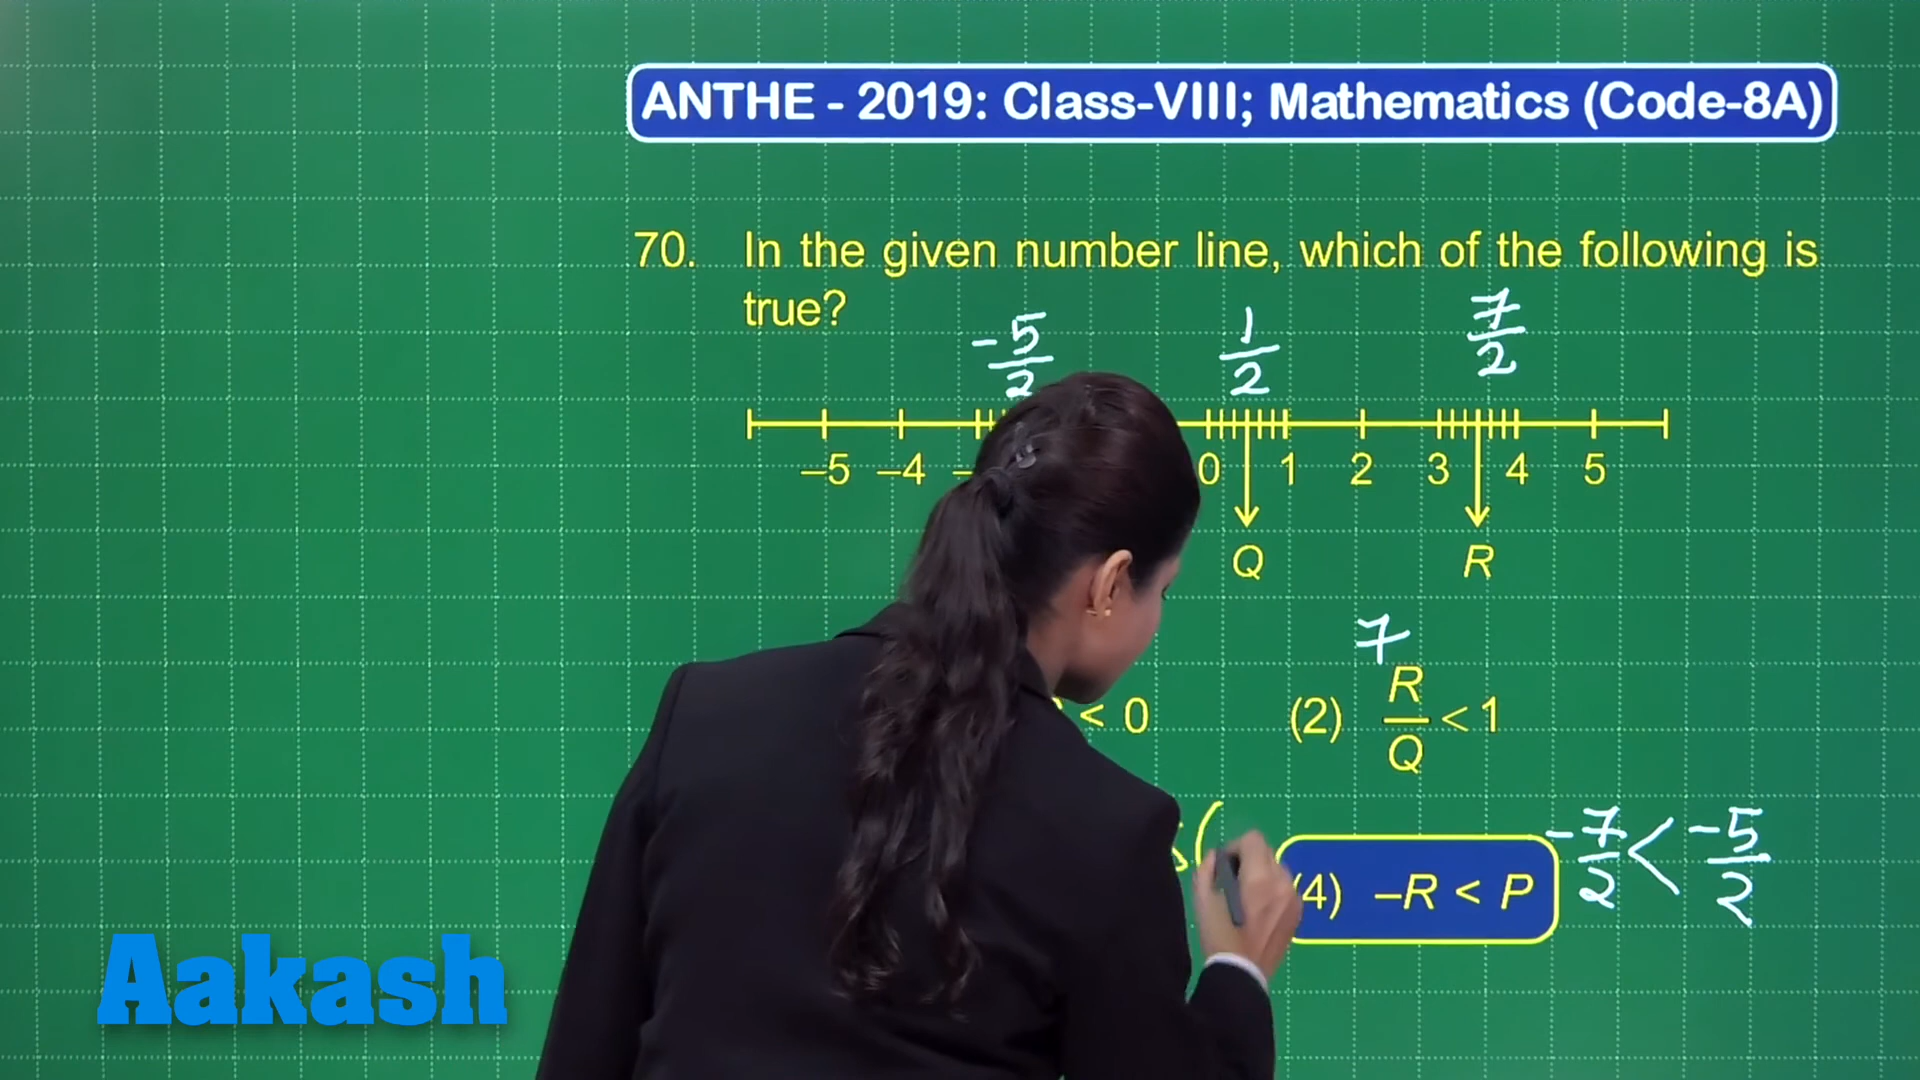 ANTHE - 2019: Class-VIII; Mathematics (Code-8A)
70. In the given number line, which of the following is
true?
-5/2 1/2 7/2
–5 –4 – 0 1 2 3 4 5
Q R
7
< 0 (2) R/Q < 1
(4) –R < P -7/2 < -5/2
Aakash